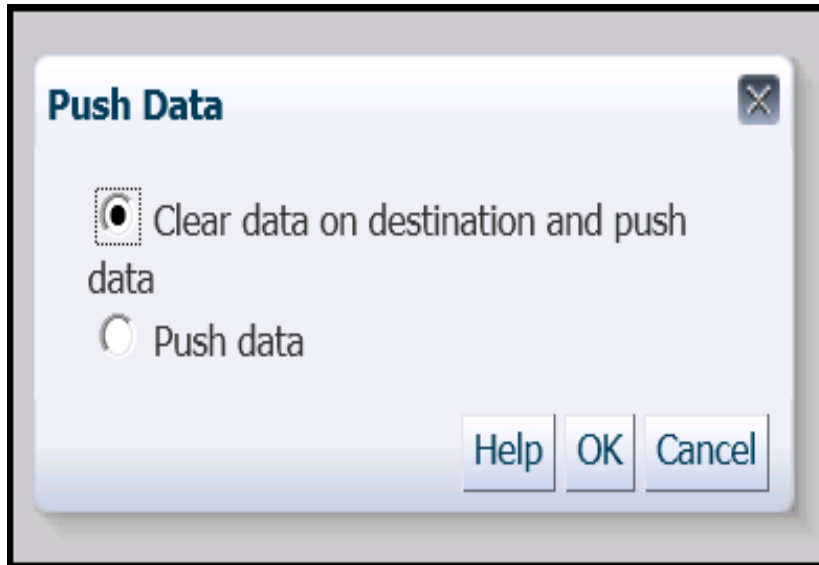 Push Data
Clear data on destination and push
data
Push data
Help OK Cancel